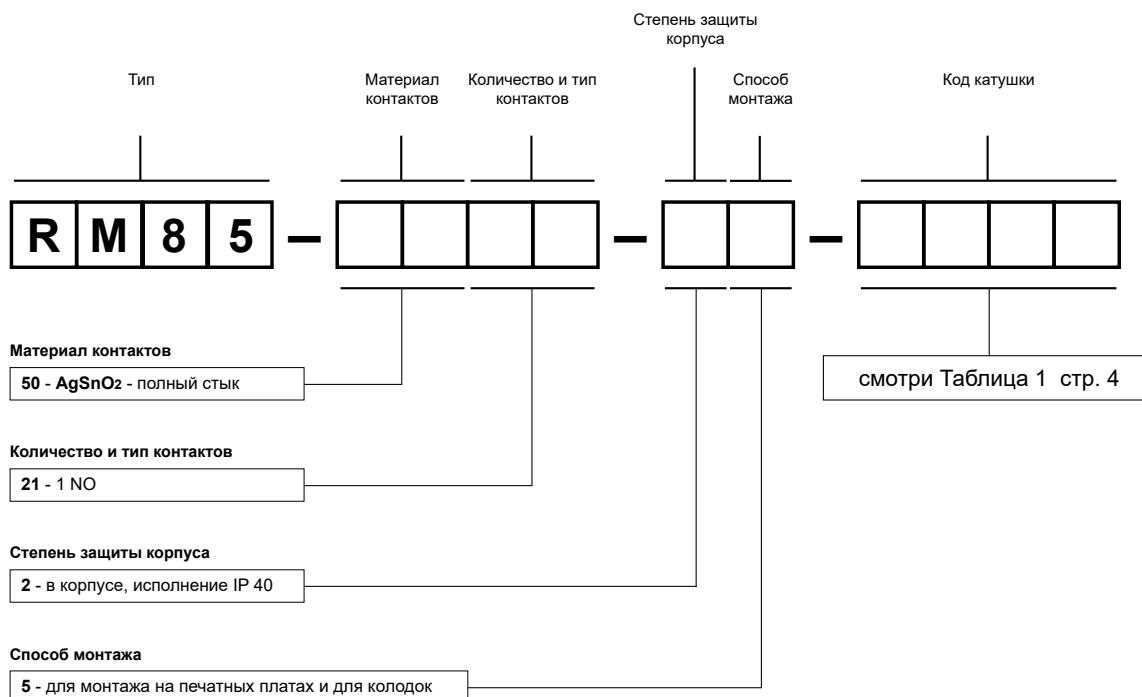 Степень защиты
корпуса
Тип
Материал
контактов
Количество и тип
контактов
Способ
монтажа
Код катушки
R M 8 5 – –  –
Материал контактов
50 - AgSnO2 - полный стык
смотри Таблица 1 стр. 4
Количество и тип контактов
21 - 1 NO
Степень защиты корпуса
2 - в корпусе, исполнение IP 40
Способ монтажа
5 - для монтажа на печатных платах и для колодок